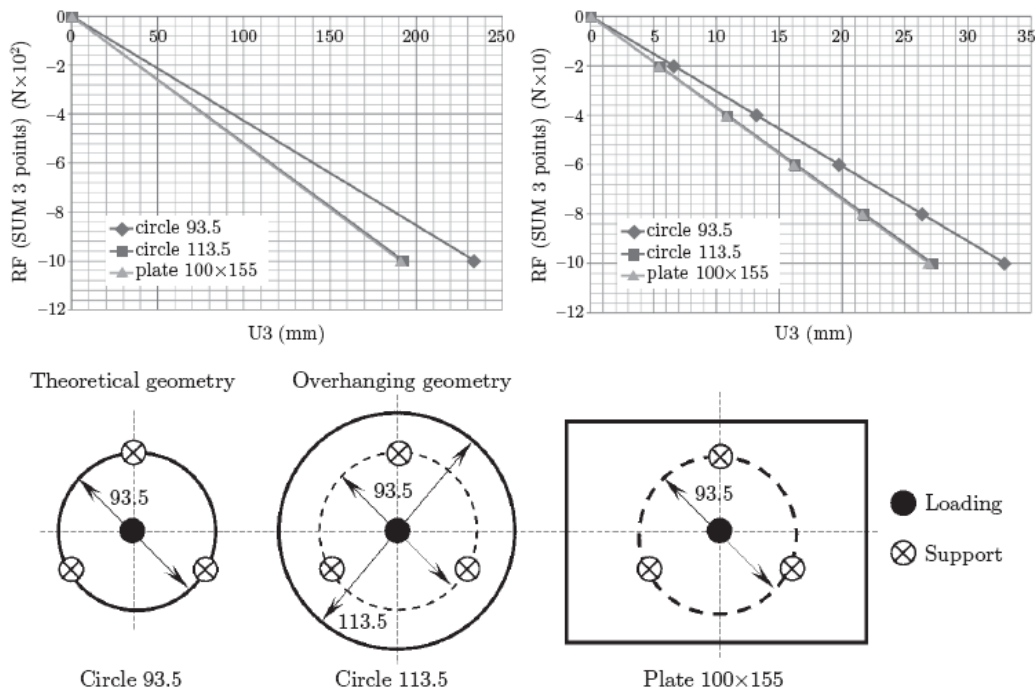 0
0 50 100 150 200 250
−2
−4
−6
−8
−10
−12
RF (SUM 3 points) (N×10²)
circle 93.5
circle 113.5
plate 100×155
U3 (mm)
0
0 5 10 15 20 25 30 35
−2
−4
−6
−8
−10
−12
RF (SUM 3 points) (N×10)
circle 93.5
circle 113.5
plate 100×155
U3 (mm)
Theoretical geometry
Overhanging geometry
93.5
93.5
113.5
93.5
Loading
Support
Circle 93.5
Circle 113.5
Plate 100×155